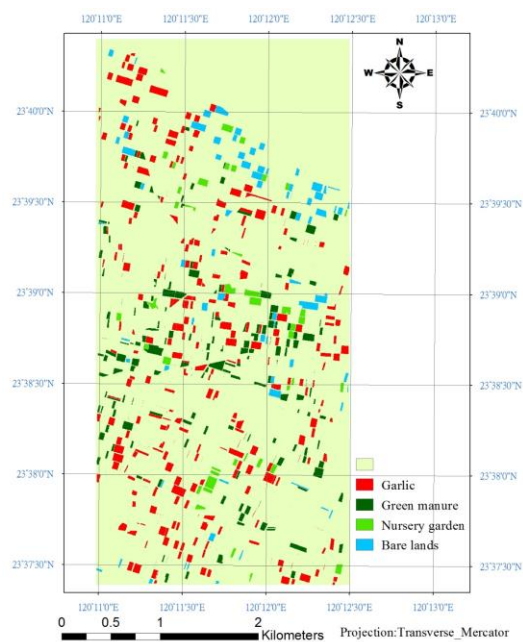 120°11'0"E 120°11'30"E 120°12'0"E 120°12'30"E 120°13'0"E
N
W E
S
23°40'0"N 23°40'0"N
23°39'30"N 23°39'30"N
23°39'0"N 23°39'0"N
23°38'30"N 23°38'30"N
23°38'0"N 23°38'0"N
Garlic
Green manure
Nursery garden
Bare lands
23°37'30"N 23°37'30"N
120°11'0"E 120°11'30"E 120°12'0"E 120°12'30"E 120°13'0"E
0 0.5 1 2
Kilometers
Projection:Transverse_Mercator